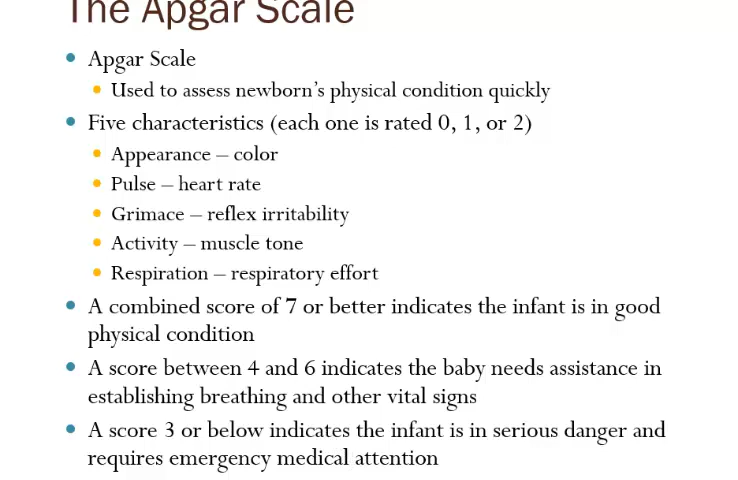 The Apgar Scale
Apgar Scale
Used to assess newborn's physical condition quickly
Five characteristics (each one is rated 0, 1, or 2)
Appearance – color
Pulse – heart rate
Grimace – reflex irritability
Activity – muscle tone
Respiration – respiratory effort
A combined score of 7 or better indicates the infant is in good
physical condition
A score between 4 and 6 indicates the baby needs assistance in
establishing breathing and other vital signs
A score 3 or below indicates the infant is in serious danger and
requires emergency medical attention